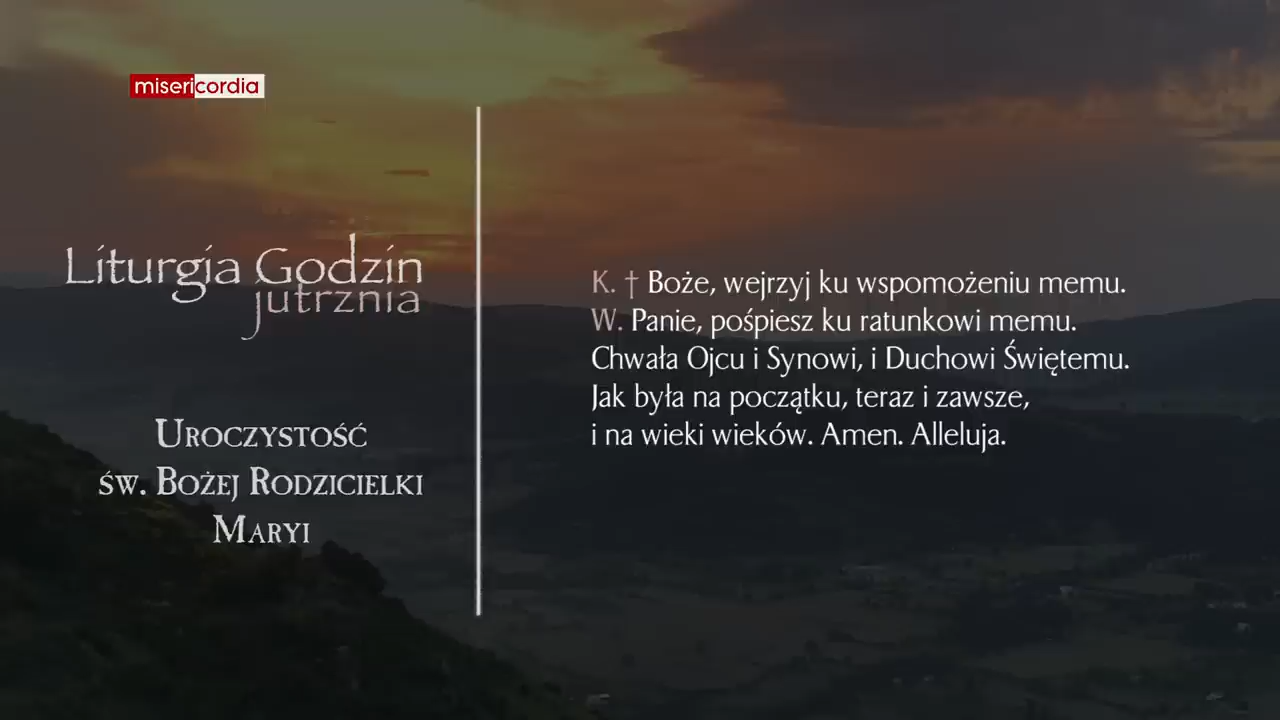 misericordia
Liturgia Godzin
jutrznia
Uroczystość
św. Bożej Rodzicielki
Maryi
K. † Boże, wejrzyj ku wspomożeniu memu.
W. Panie, pośpiesz ku ratunkowi memu.
Chwała Ojcu i Synowi, i Duchowi Świętemu.
Jak była na początku, teraz i zawsze,
i na wieki wieków. Amen. Alleluja.